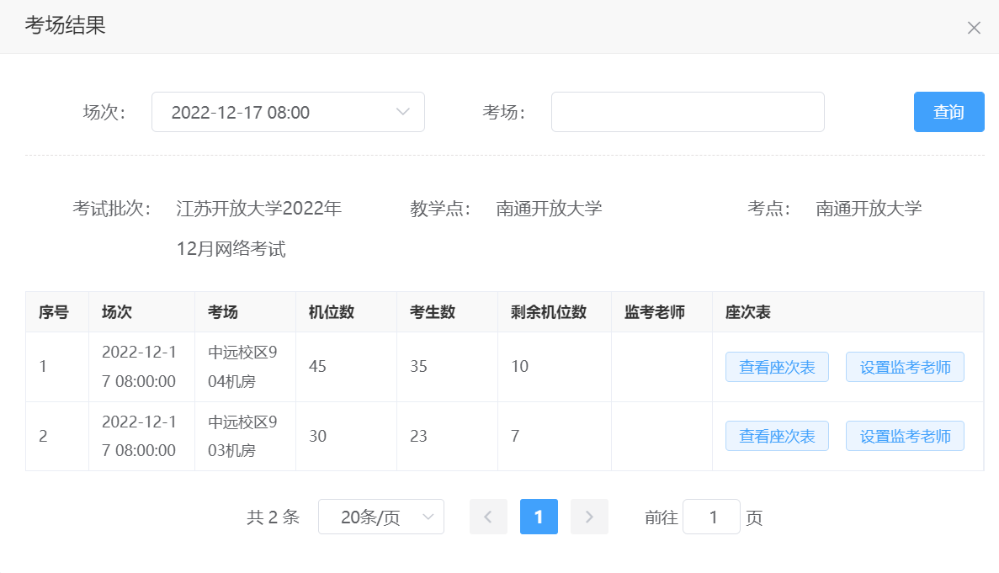 考场结果
场次： 2022-12-17 08:00 考场： 查询
考试批次： 江苏开放大学2022年 教学点： 南通开放大学 考点： 南通开放大学
12月网络考试
序号 场次 考场 机位数 考生数 剩余机位数 监考老师 座次表
2022-12-1 中远校区9
1 45 35 10 查看座次表 设置监考老师
7 08:00:00 04机房
2022-12-1 中远校区9
2 30 23 7 查看座次表 设置监考老师
7 08:00:00 03机房
共 2 条 20条/页 1 前往 1 页